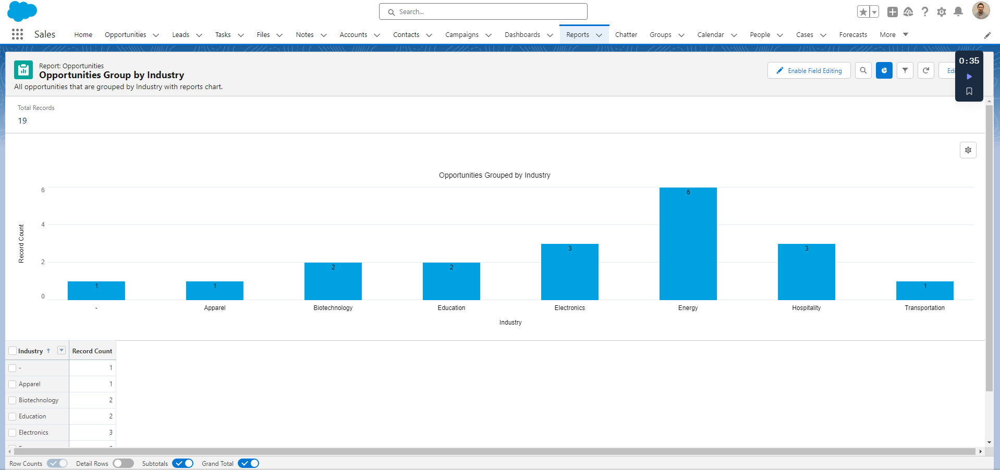 Search...
Sales
Home
Opportunities
Leads
Tasks
Files
Notes
Accounts
Contacts
Campaigns
Dashboards
Reports
Chatter
Groups
Calendar
People
Cases
Forecasts
More
Report: Opportunities
Opportunities Group by Industry
All opportunities that are grouped by Industry with reports chart.
Enable Field Editing
0:35
Total Records
19
Opportunities Grouped by Industry
Record Count
6
4
2
0
1
1
2
2
3
6
3
1
-
Apparel
Biotechnology
Education
Electronics
Energy
Hospitality
Transportation
Industry
Industry ↑ Record Count
- 1
Apparel 1
Biotechnology 2
Education 2
Electronics 3
Row Counts
Detail Rows
Subtotals
Grand Total